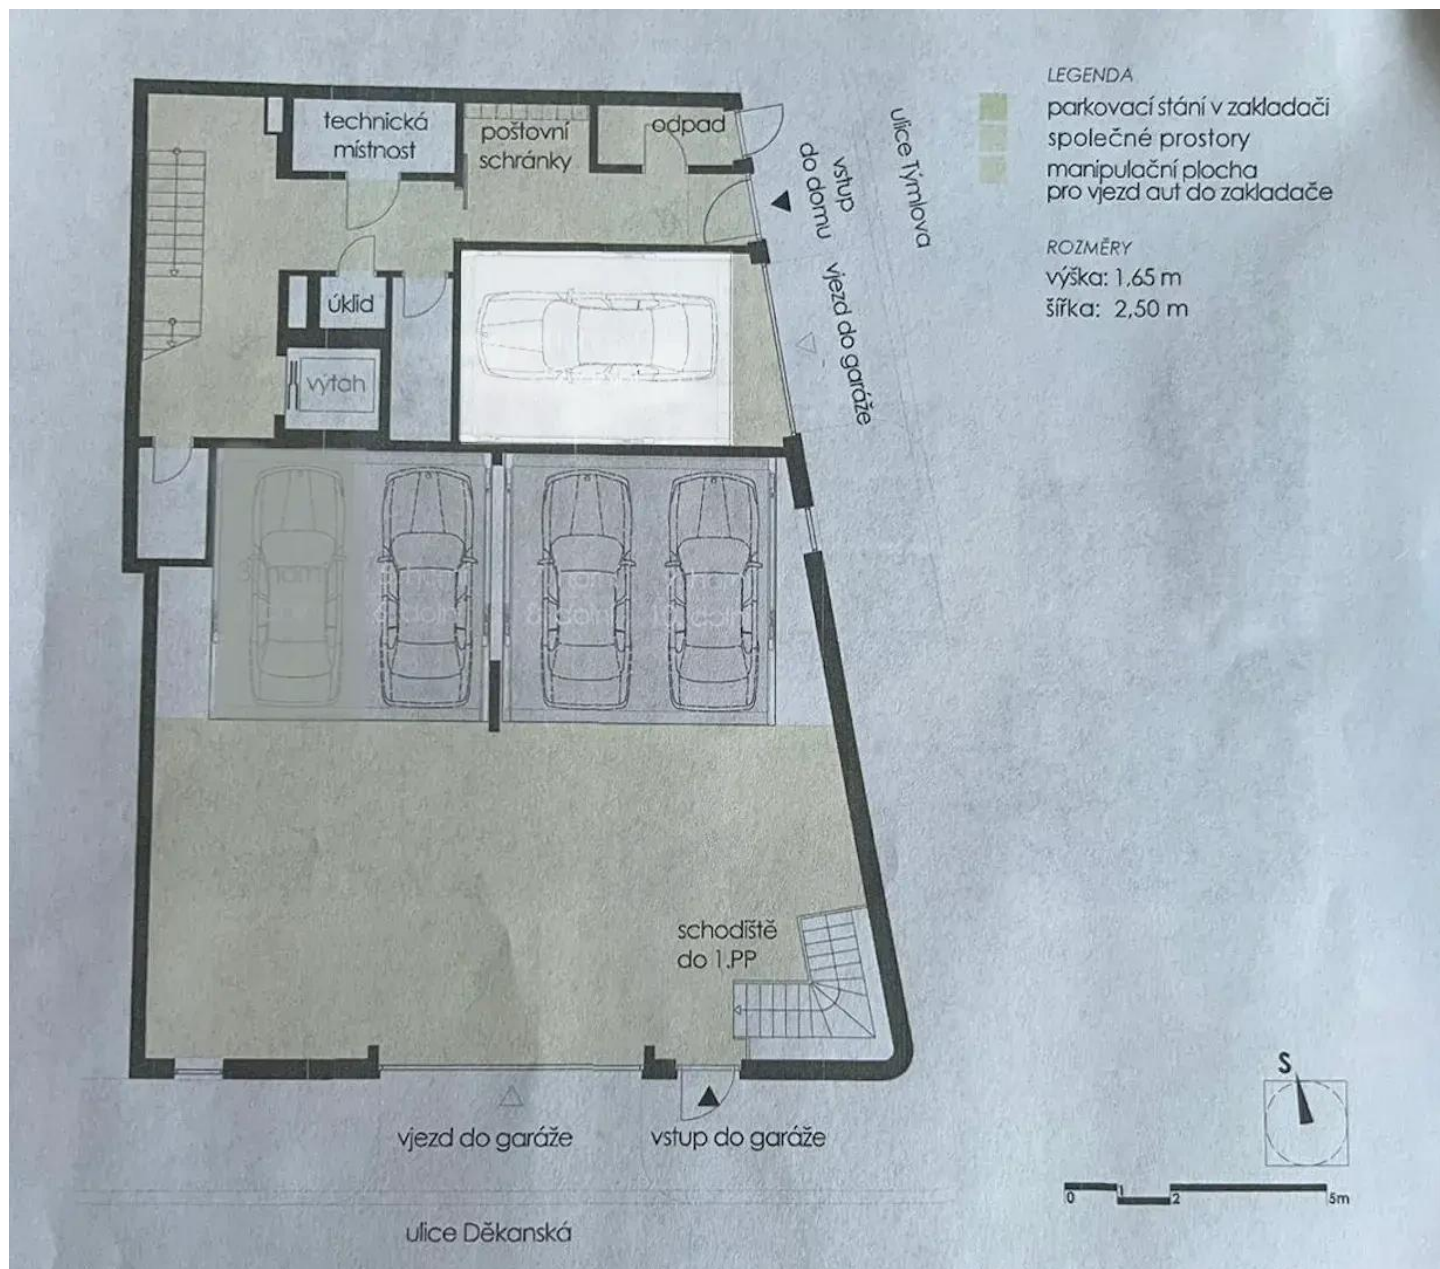 LEGENDA
parkovací stání v zakladači
společné prostory
manipulační plocha
pro vjezd aut do zakladače
ROZMĚRY
výška: 1,65 m
šířka: 2,50 m
technická
místnost
poštovní
schránky
odpad
ulice Týmlova
vstup
do domu
vjezd do garáže
úklid
výtah
schodiště
do 1.PP
vjezd do garáže
vstup do garáže
ulice Děkanská
S
0 1 2 5m